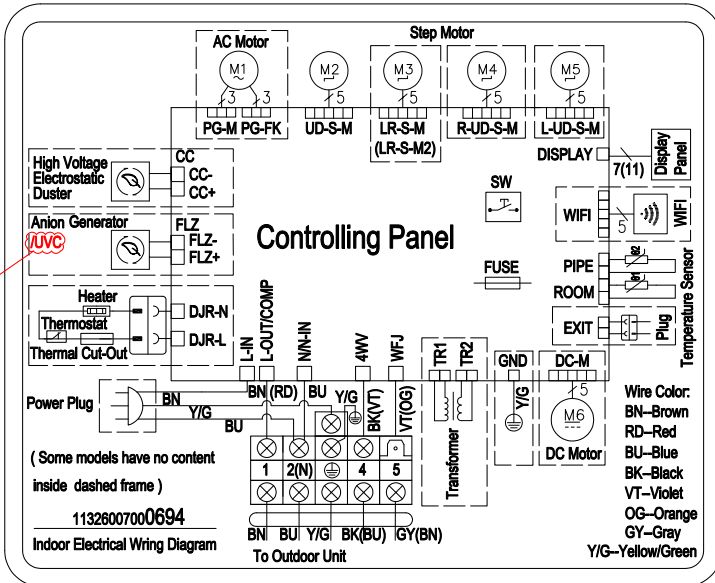 AC Motor
Step Motor
M1
M2
M3
M4
M5
3 3 5 5 5 5
PG-M PG-FK UD-S-M LR-S-M R-UD-S-M L-UD-S-M
(LR-S-M2)
High Voltage
Electrostatic
Duster
CC
CC-
CC+
DISPLAY
7(11)
Display
Panel
SW
Anion Generator
/UVC
FLZ
FLZ-
FLZ+
WIFI
5
WIFI
Controlling Panel
PIPE
θ2
ROOM
θ1
Temperature Sensor
FUSE
Heater
Thermostat
Thermal Cut-Out
DJR-N
DJR-L
EXIT
Plug
L-IN
L-OUT/COMP
N/N-IN
4WV
WFJ
TR1
TR2
GND
DC-M
5
Power Plug
BN
BN (RD)
BU
Y/G
Y/G
BU
BK(VT)
VT(OG)
Y/G
Transformer
M6
DC Motor
1 2(N) 4 5
BN BU Y/G BK(BU) GY(BN)
To Outdoor Unit
( Some models have no content
inside dashed frame )
11326007000694
Indoor Electrical Wring Diagram
Wire Color:
BN--Brown
RD--Red
BU--Blue
BK--Black
VT--Violet
OG--Orange
GY--Gray
Y/G--Yellow/Green